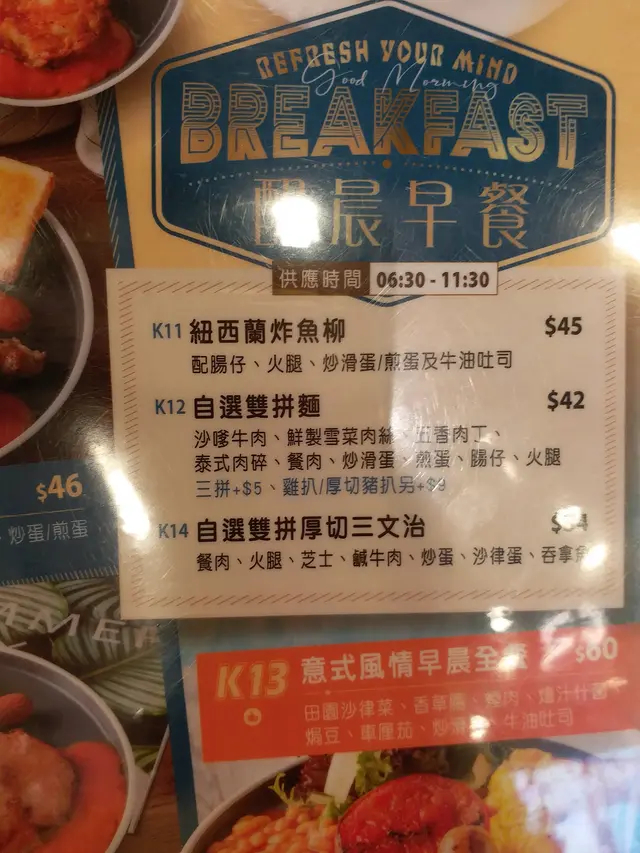 REFRESH YOUR MIND
Good Morning
BREAKFAST
醒晨早餐
供應時間 06:30 - 11:30
K11 紐西蘭炸魚柳 $45
配腸仔、火腿、炒滑蛋/煎蛋及牛油吐司
K12 自選雙拼麵 $42
沙嗲牛肉、鮮製雪菜肉絲、五香肉丁、
泰式肉碎、餐肉、炒滑蛋、煎蛋、腸仔、火腿
三拼+$5、雞扒/厚切豬扒另+$9
K14 自選雙拼厚切三文治
餐肉、火腿、芝士、鹹牛肉、炒蛋、沙律蛋、吞拿魚
$46
炒蛋/煎蛋
K13 意式風情早晨全餐 $60
田園沙律菜、香草腸、
焗豆、車厘茄、炒滑蛋、牛油吐司